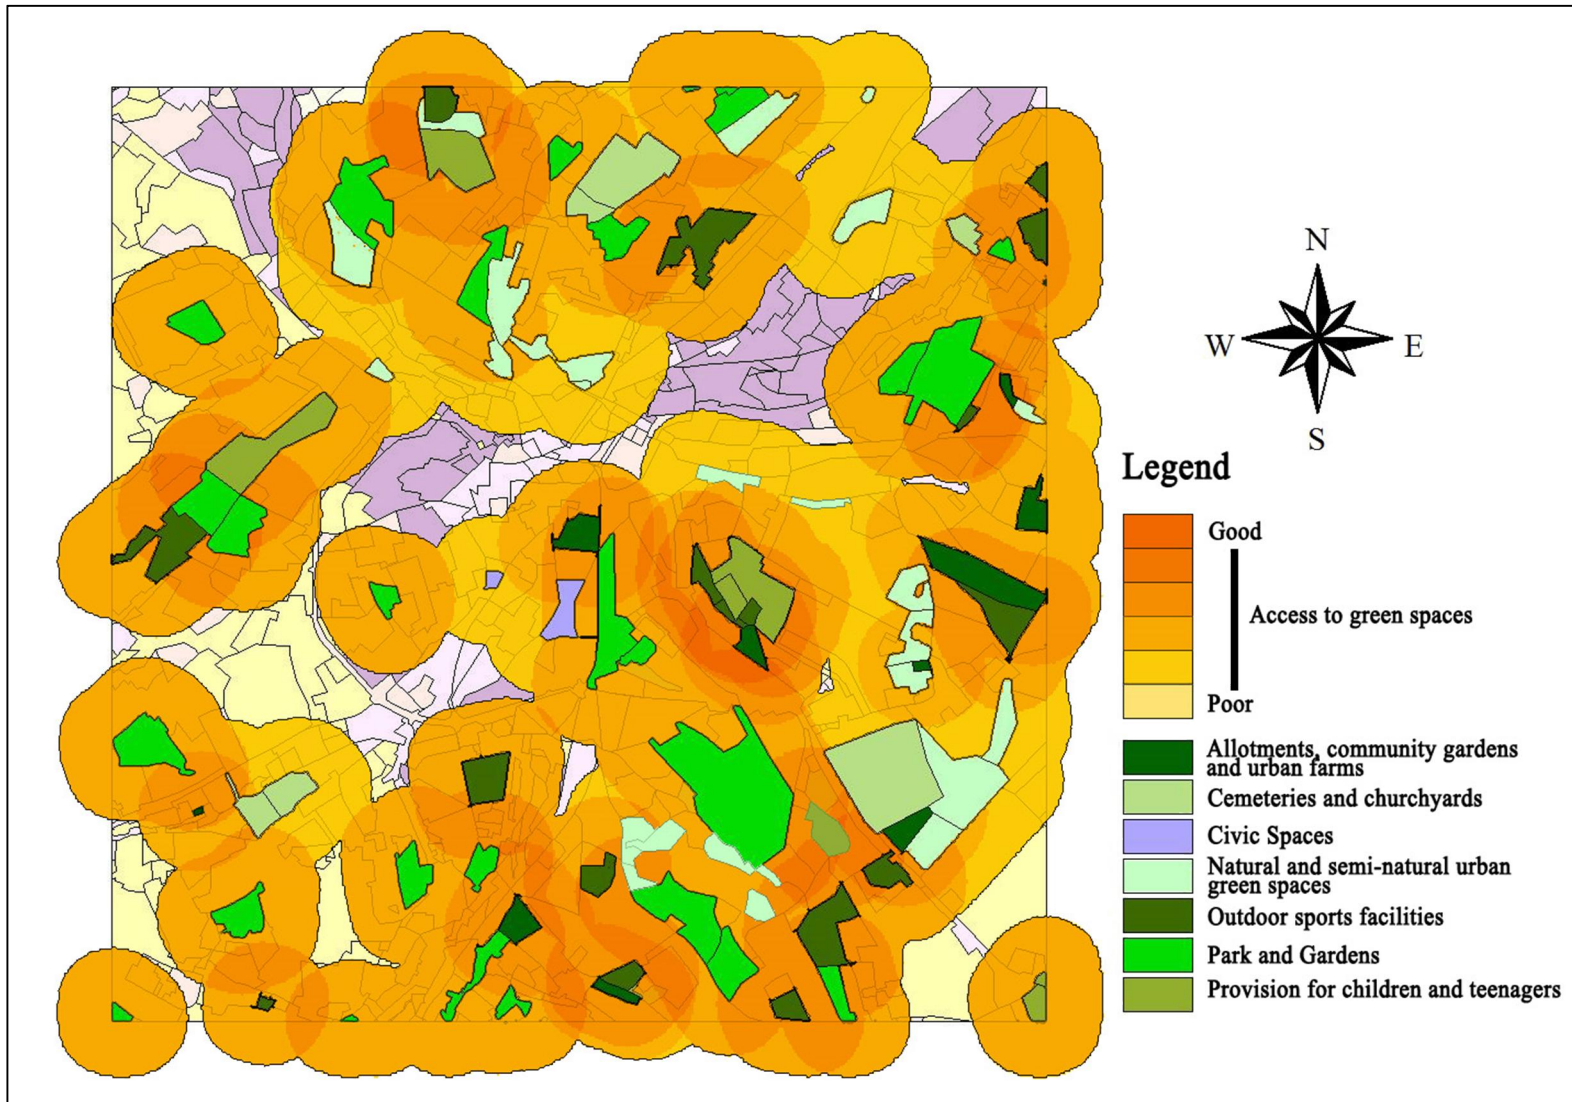 N
W
E
S
Legend
Good
Access to green spaces
Poor
Allotments, community gardens
and urban farms
Cemeteries and churchyards
Civic Spaces
Natural and semi-natural urban
green spaces
Outdoor sports facilities
Park and Gardens
Provision for children and teenagers